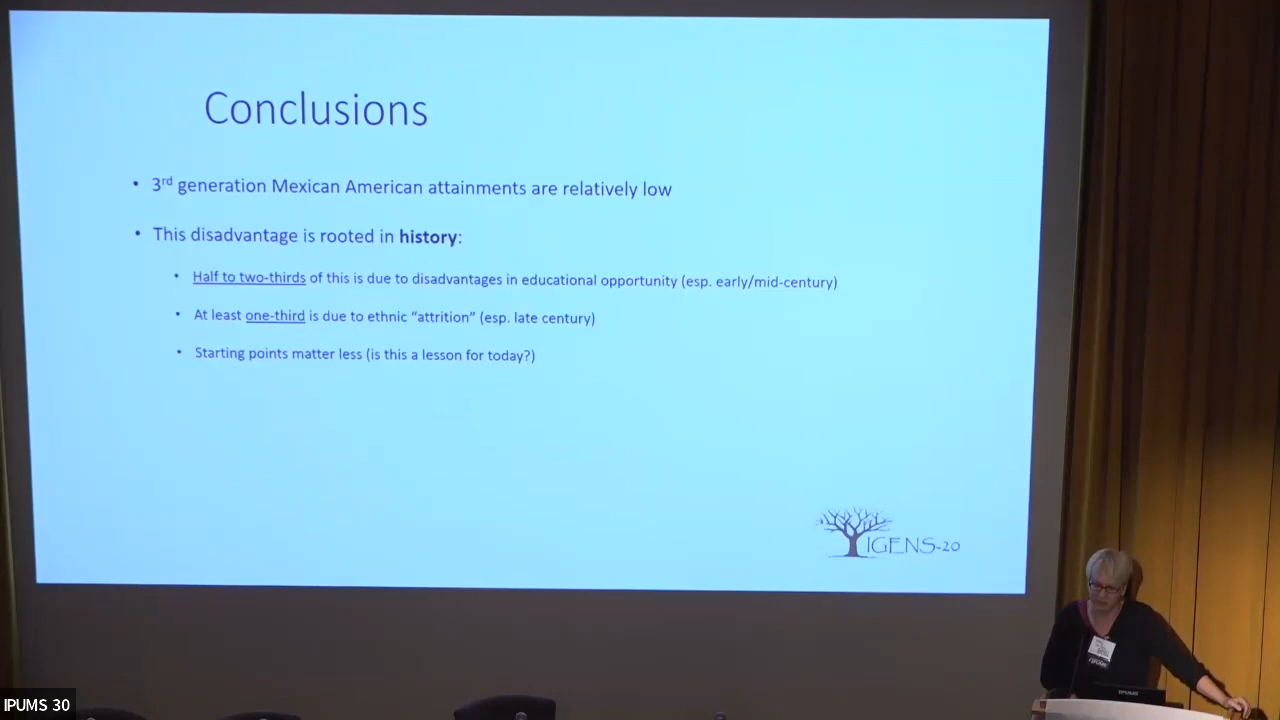 Conclusions
• 3rd generation Mexican American attainments are relatively low
• This disadvantage is rooted in history:
• Half to two-thirds of this is due to disadvantages in educational opportunity (esp. early/mid-century)
• At least one-third is due to ethnic “attrition” (esp. late century)
• Starting points matter less (is this a lesson for today?)
IGENS-20
IPUMS
IPUMS 30